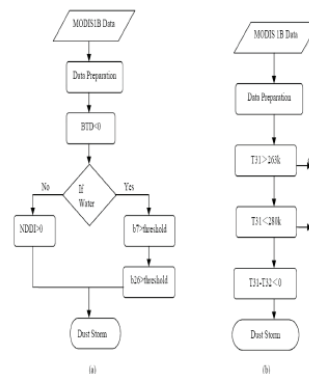 MODIS1B Data
Data Preparation
BTD<0
If
Water
No
Yes
NDDI>0
b7>threshold
b26>threshold
Dust Storm
(a)
MODIS 1B Data
Data Preparation
T31>263k
T31<288k
T31-T32<0
Dust Storm
(b)